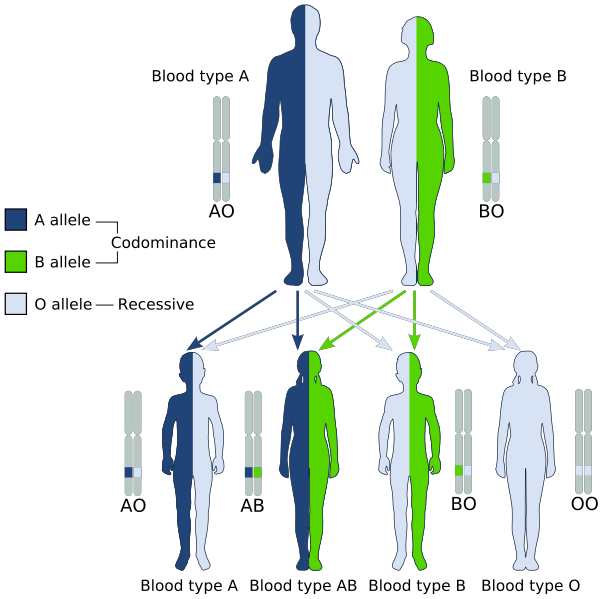 Blood type A
Blood type B
AO
BO
A allele
Codominance
B allele
O allele
Recessive
AO
AB
BO
OO
Blood type A
Blood type AB
Blood type B
Blood type O